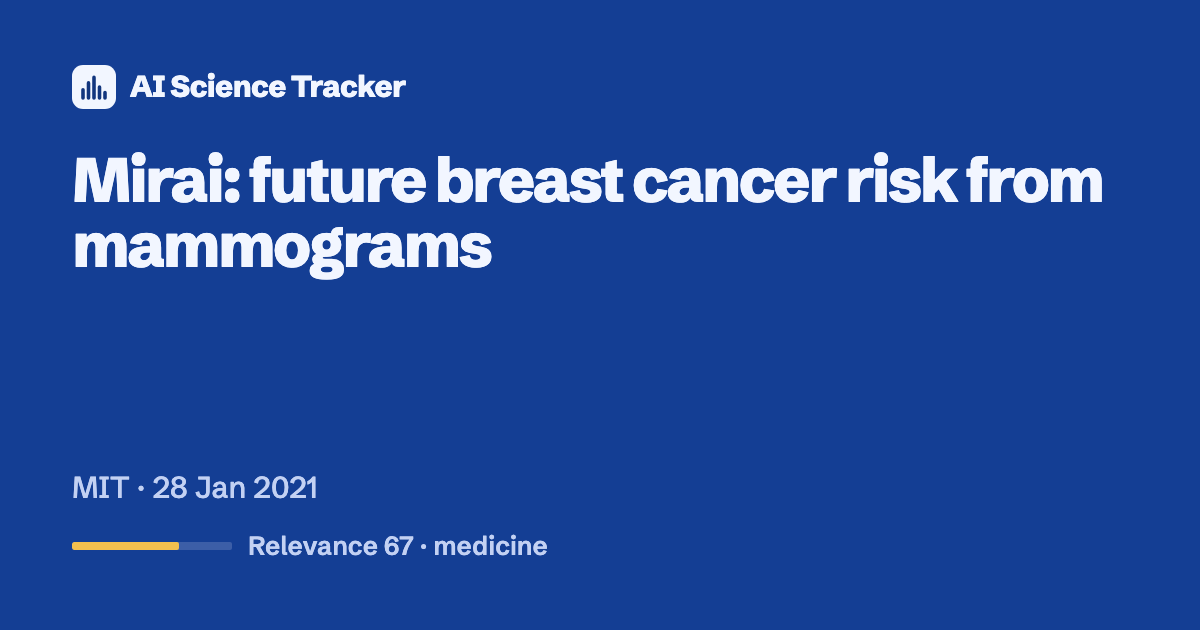 AI Science Tracker
Mirai: future breast cancer risk from
mammograms
MIT · 28 Jan 2021
Relevance 67 · medicine